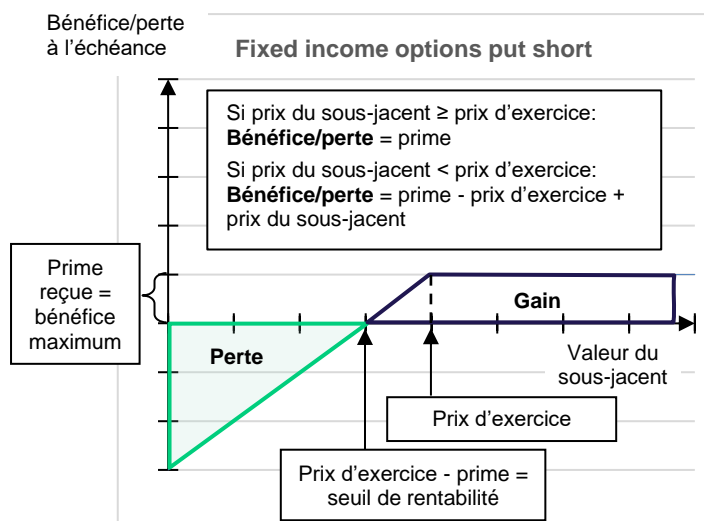 Bénéfice/perte
à l'échéance
Fixed income options put short
Si prix du sous-jacent ≥ prix d'exercice:
Bénéfice/perte = prime
Si prix du sous-jacent < prix d'exercice:
Bénéfice/perte = prime - prix d'exercice +
prix du sous-jacent
Prime
reçue =
bénéfice
maximum
Gain
Perte
Valeur du
sous-jacent
Prix d'exercice
Prix d'exercice - prime =
seuil de rentabilité